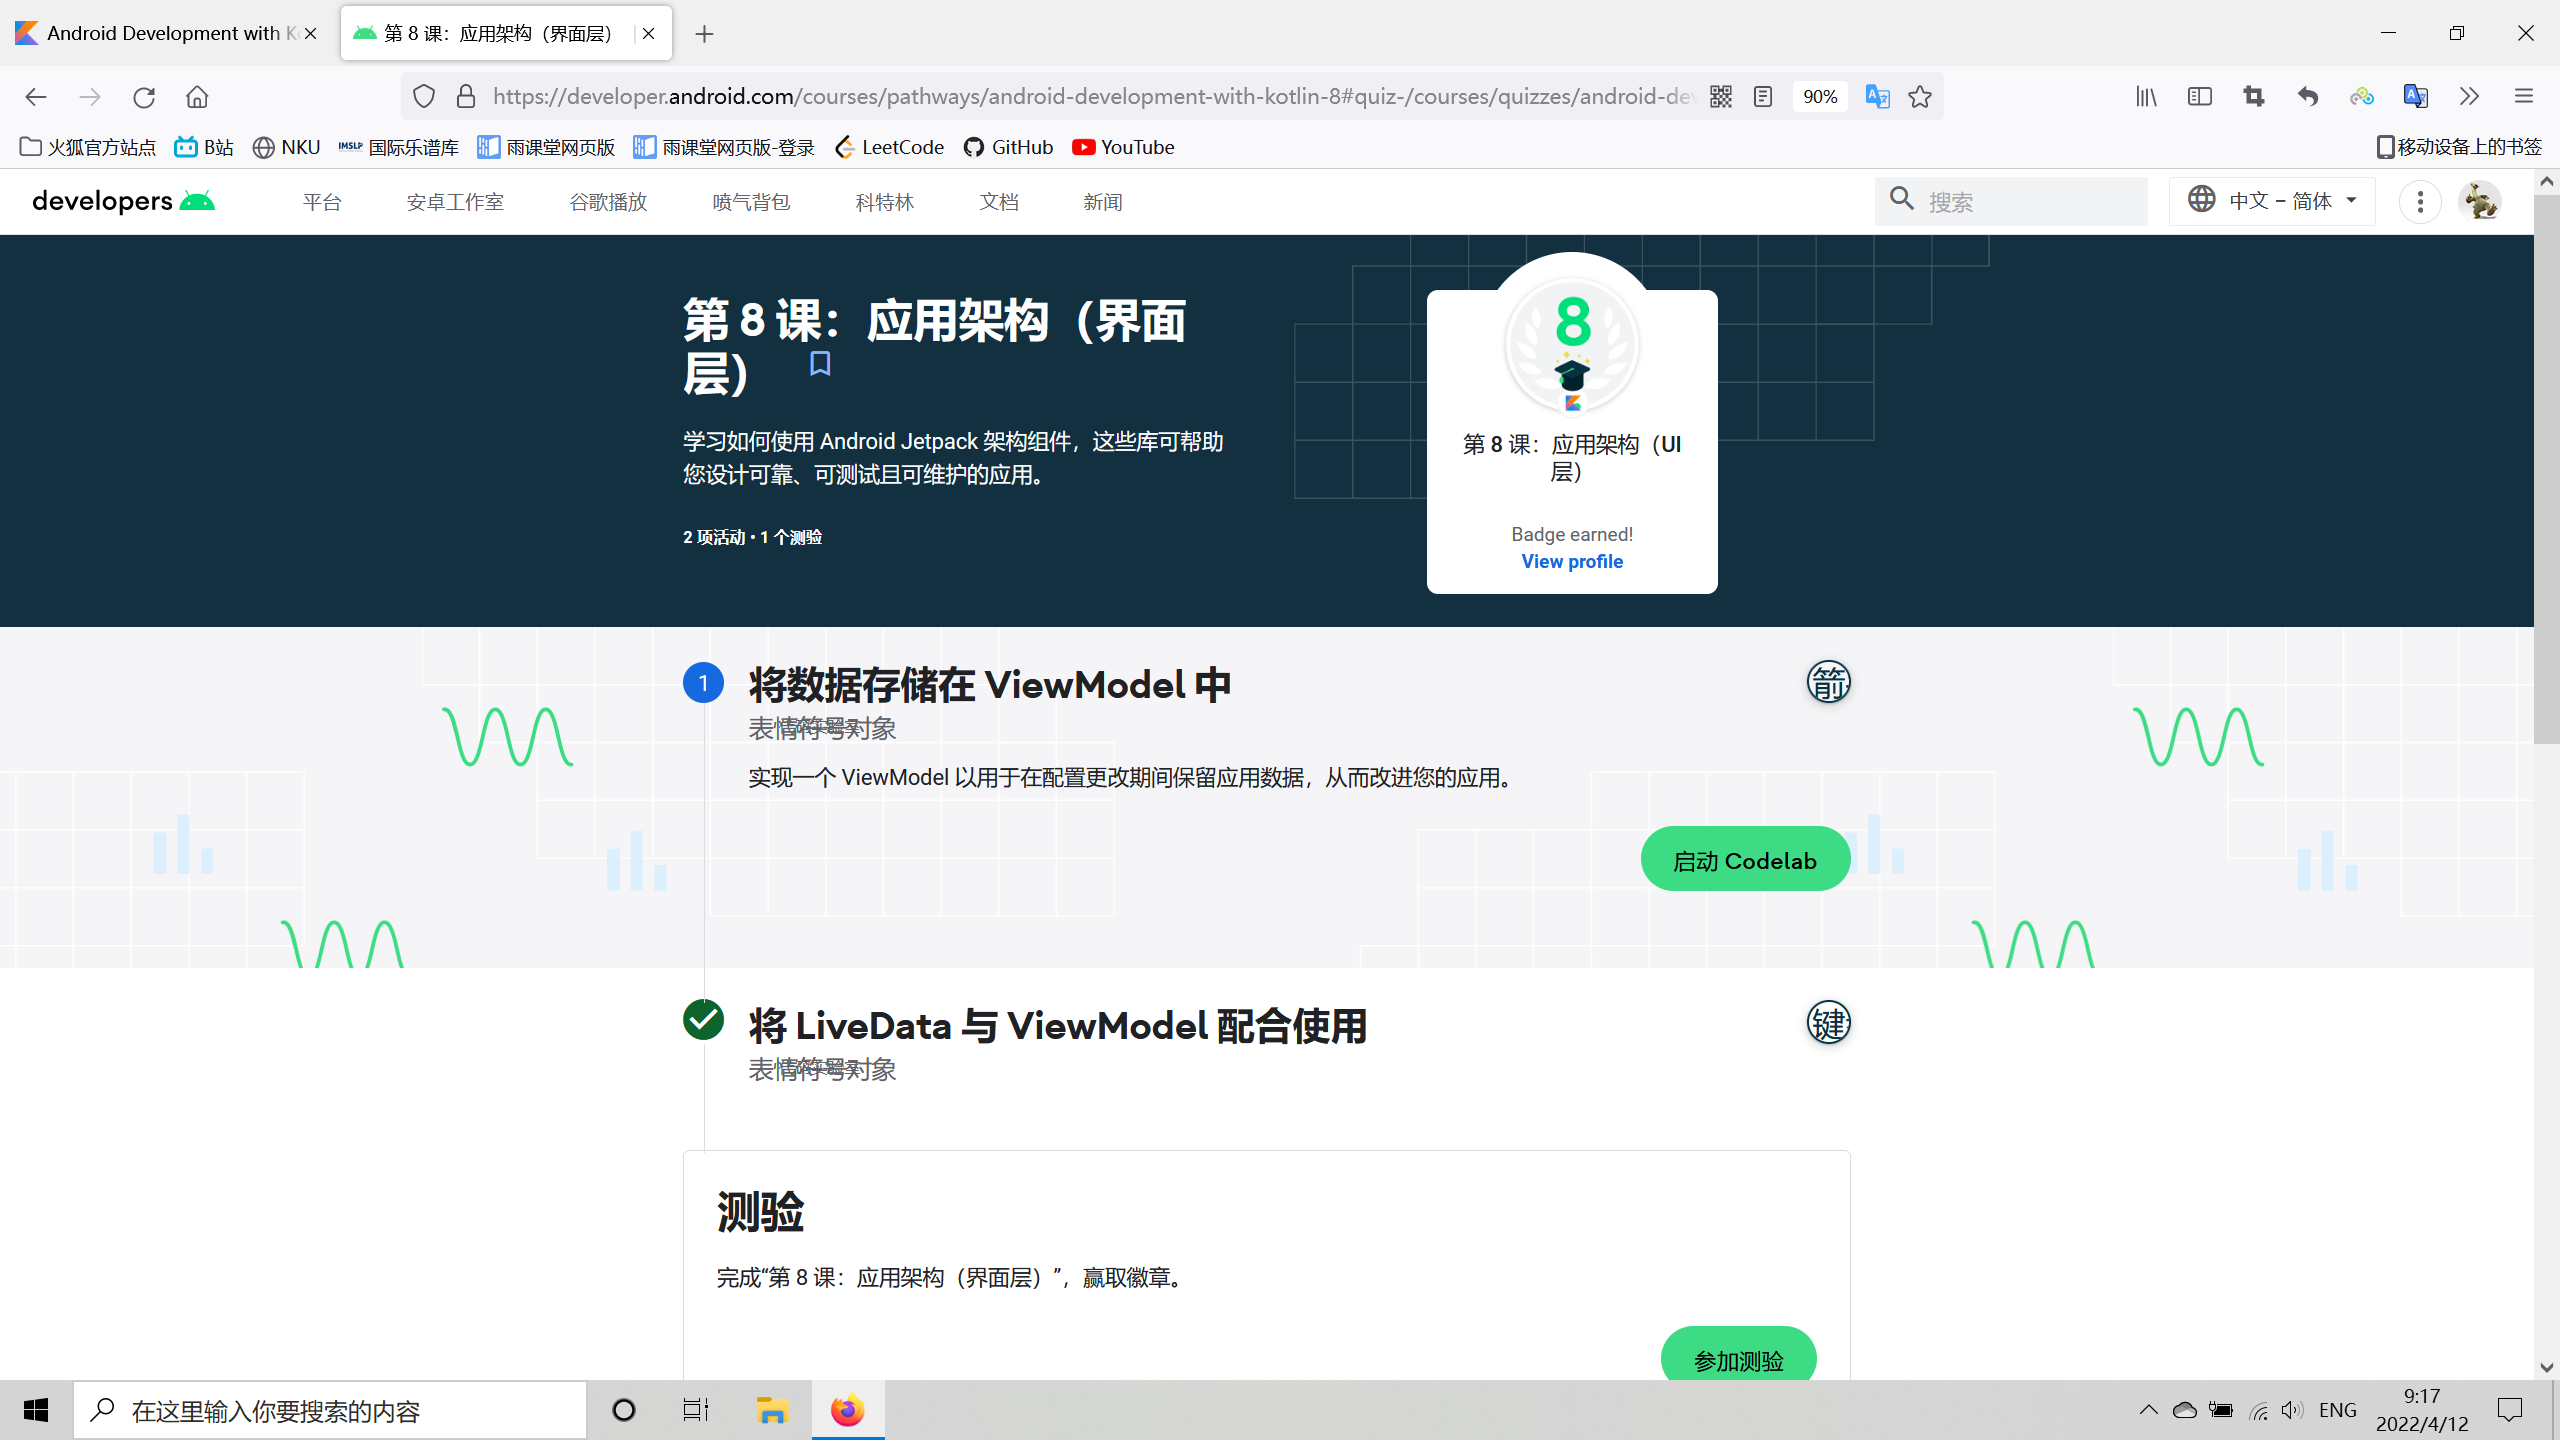 Android Development with Ko
第 8 课：应用架构（界面层）
https://developer.android.com/courses/pathways/android-development-with-kotlin-8#quiz-/courses/quizzes/android-dev
90%
火狐官方站点
B站
NKU
IMSLP 国际乐谱库
雨课堂网页版
雨课堂网页版-登录
LeetCode
GitHub
YouTube
移动设备上的书签
developers
平台
安卓工作室
谷歌播放
喷气背包
科特林
文档
新闻
搜索
中文 – 简体
第 8 课：应用架构（界面
层）
学习如何使用 Android Jetpack 架构组件，这些库可帮助
您设计可靠、可测试且可维护的应用。
2 项活动 • 1 个测验
8
第 8 课：应用架构（UI
层）
Badge earned!
View profile
1
将数据存储在 ViewModel 中
箭
表情符号对象
实现一个 ViewModel 以用于在配置更改期间保留应用数据，从而改进您的应用。
启动 Codelab
将 LiveData 与 ViewModel 配合使用
键
表情符号对象
测验
完成“第 8 课：应用架构（界面层）”，赢取徽章。
参加测验
在这里输入你要搜索的内容
ENG
9:17
2022/4/12